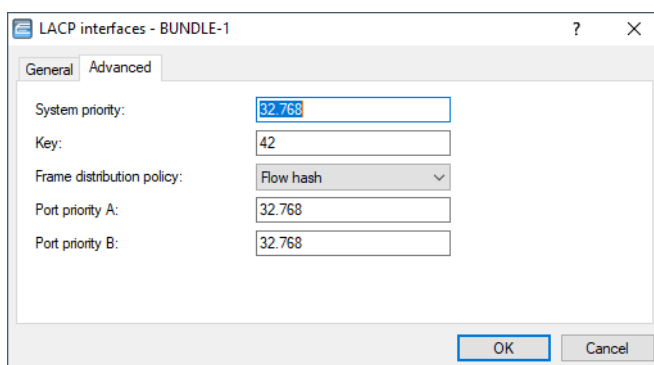 LACP interfaces - BUNDLE-1 ?
General Advanced
System priority: 32.768
Key: 42
Frame distribution policy: Flow hash
Port priority A: 32.768
Port priority B: 32.768
OK Cancel